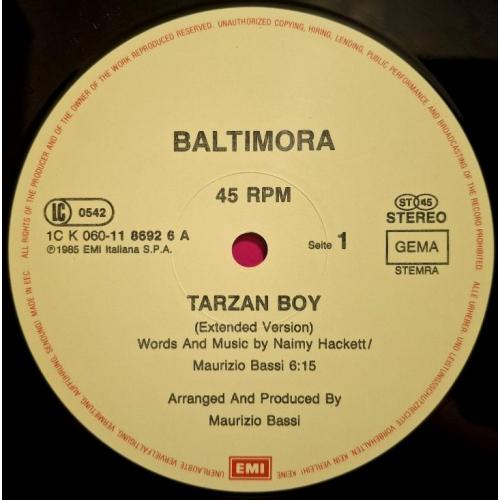 ALL RIGHTS OF THE PRODUCER AND OF THE OWNER OF THE WORK REPRODUCED RESERVED. UNAUTHORIZED COPYING, HIRING, LENDING, PUBLIC PERFORMANCE AND BROADCASTING OF THE RECORD PROHIBITED.
BALTIMORA
45 RPM
LC 0542
ST 45
STEREO
1C K 060-11 8692 6 A
℗1985 EMI Italiana S.P.A.
Seite 1
GEMA
STEMRA
TARZAN BOY
(Extended Version)
Words And Music by Naimy Hackett/
Maurizio Bassi 6:15
Arranged And Produced By
Maurizio Bassi
EMI
ALLE URHEBER- UND LEISTUNGSSCHUTZRECHTE VORBEHALTEN KEIN VERLEIH! KEINE UNERLAUBTE VERVIELFÄLTIGUNG, VERMIETUNG, AUFFÜHRUNG, SENDUNG! MADE IN EEC.